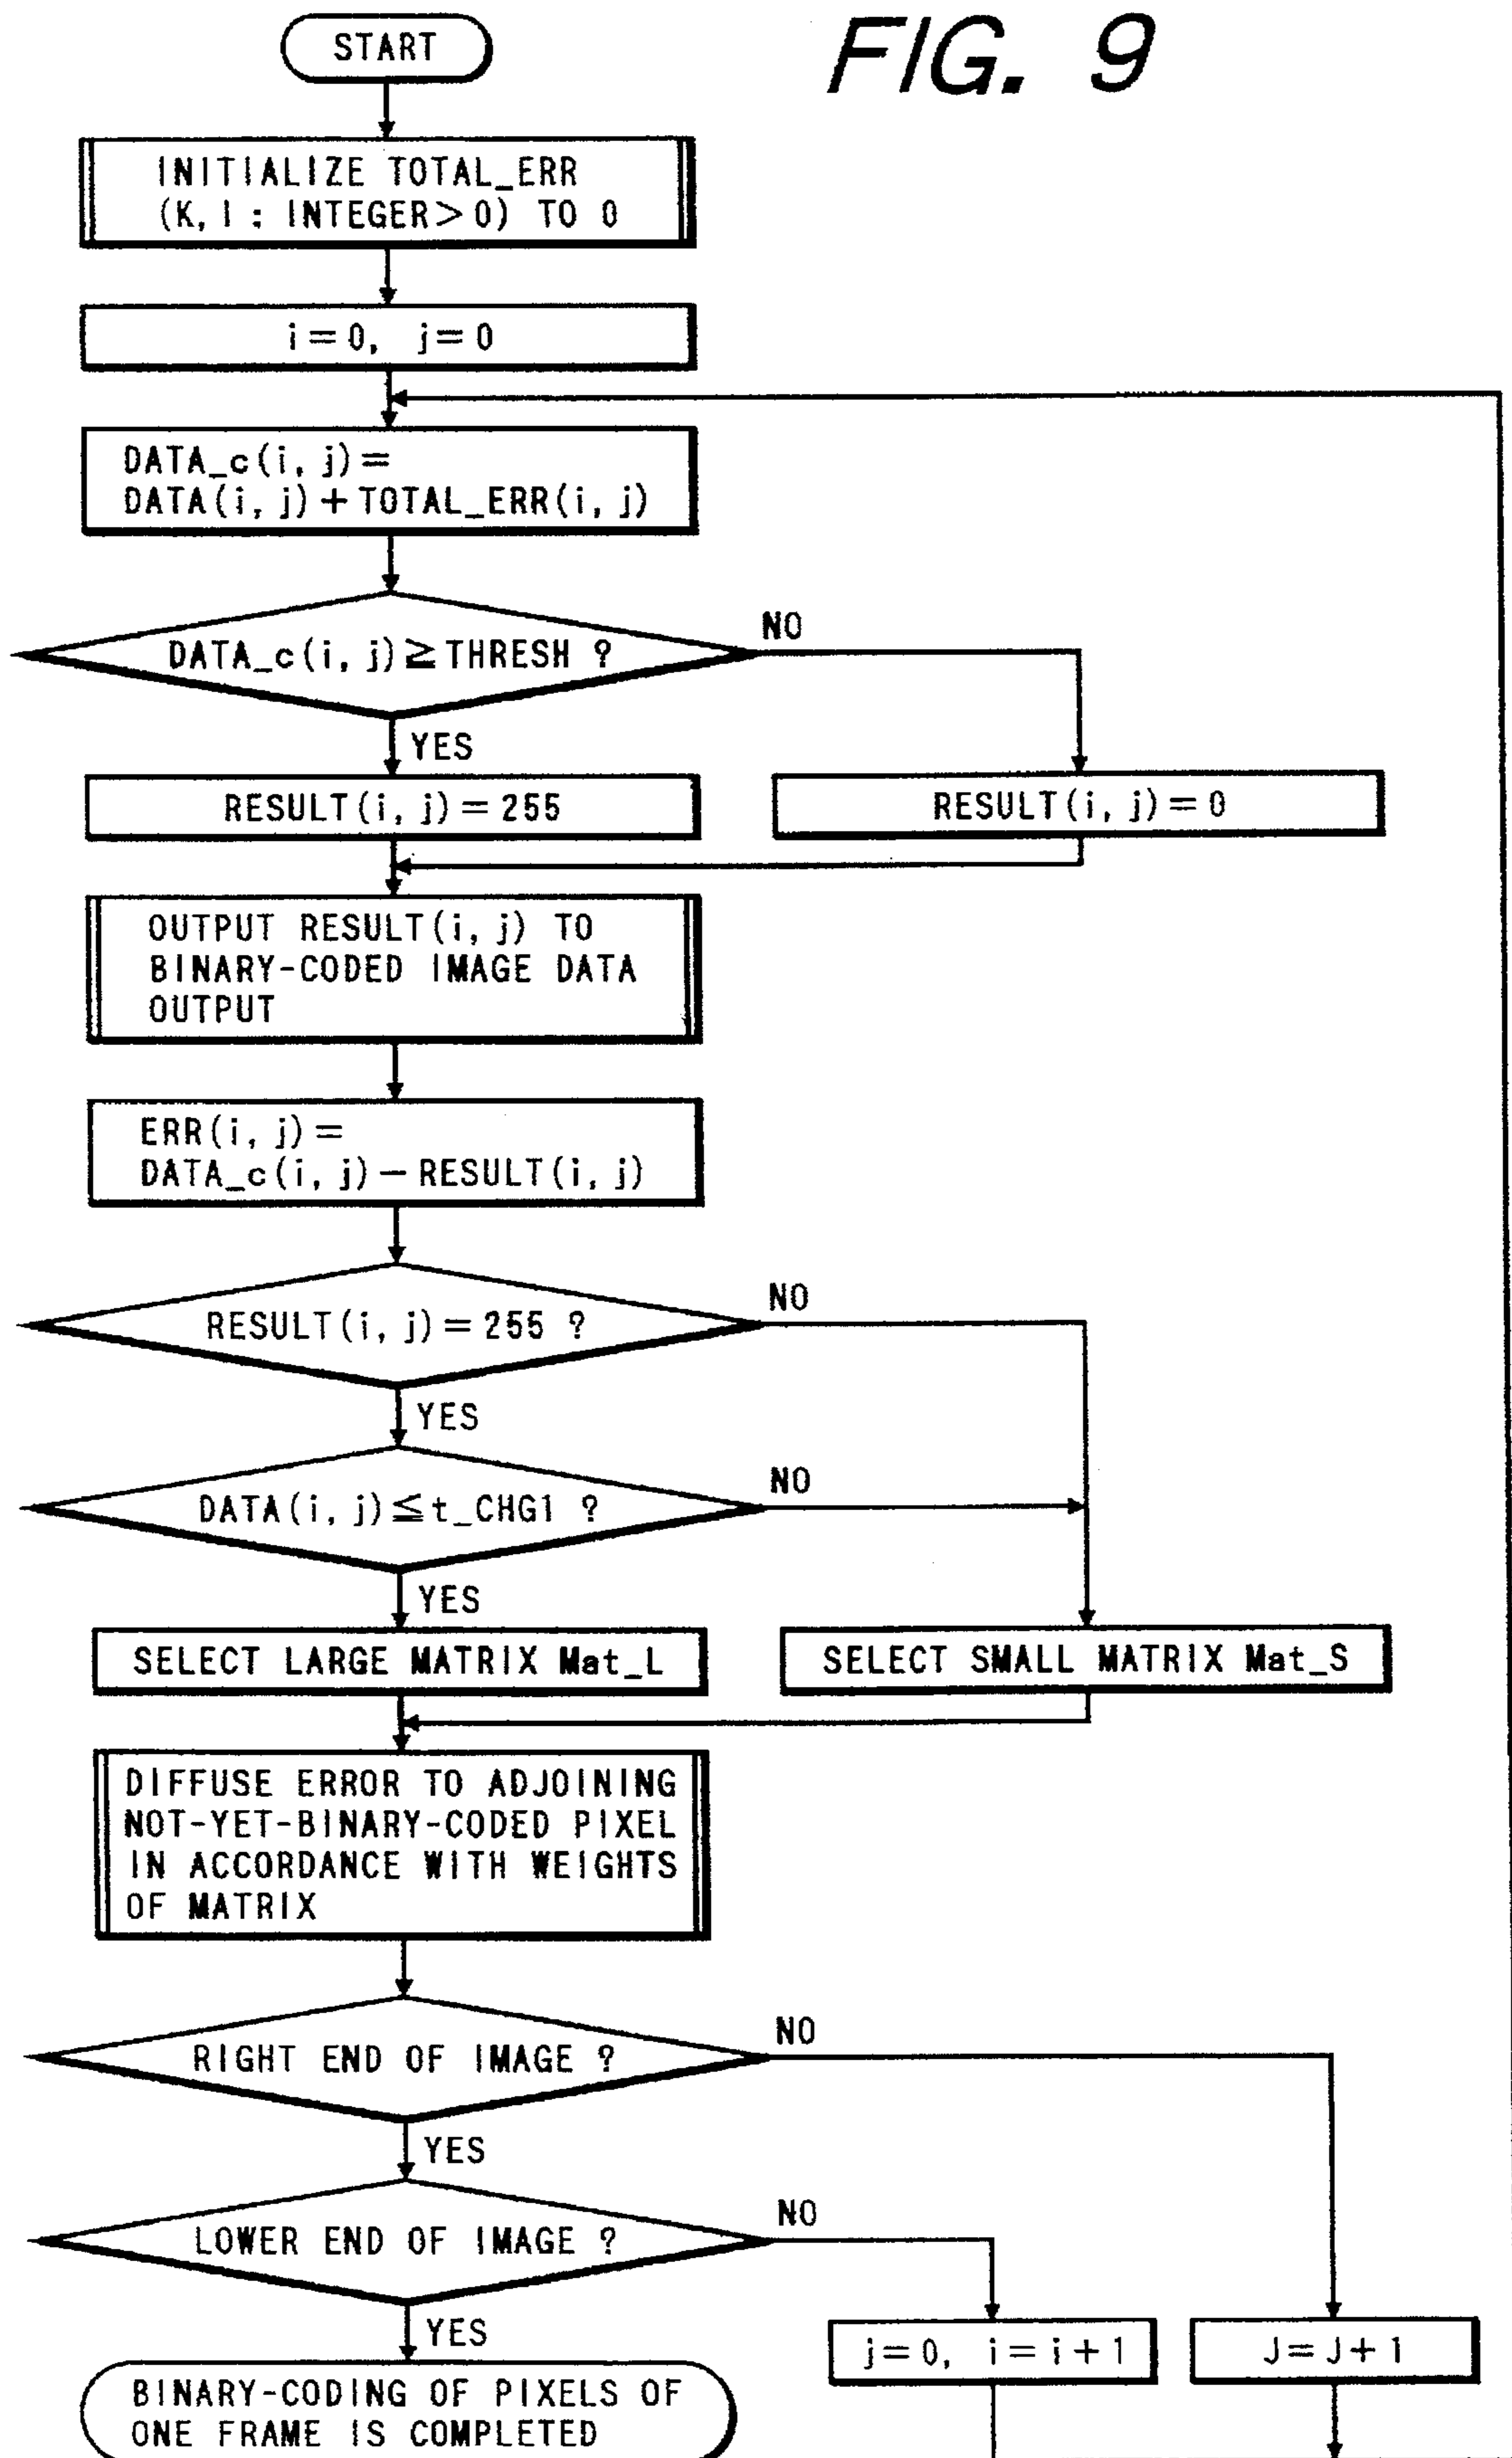 FIG. 9
START
INITIALIZE TOTAL_ERR
(K, I : INTEGER>0) TO 0
i=0, j=0
DATA_c(i, j)=
DATA(i, j)+TOTAL_ERR(i, j)
DATA_c(i, j)≧THRESH ?
NO
YES
RESULT(i, j)=255
RESULT(i, j)=0
OUTPUT RESULT(i, j) TO
BINARY-CODED IMAGE DATA
OUTPUT
ERR(i, j)=
DATA_c(i, j)−RESULT(i, j)
RESULT(i, j)=255 ?
NO
YES
DATA(i, j)≦t_CHG1 ?
NO
YES
SELECT LARGE MATRIX Mat_L
SELECT SMALL MATRIX Mat_S
DIFFUSE ERROR TO ADJOINING
NOT-YET-BINARY-CODED PIXEL
IN ACCORDANCE WITH WEIGHTS
OF MATRIX
RIGHT END OF IMAGE ?
NO
YES
LOWER END OF IMAGE ?
NO
YES
j=0, i=i+1
J=J+1
BINARY-CODING OF PIXELS OF
ONE FRAME IS COMPLETED